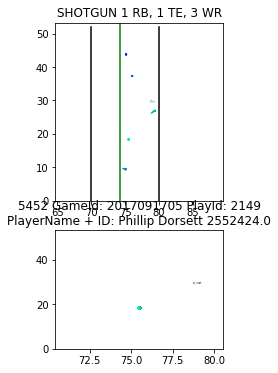 SHOTGUN 1 RB, 1 TE, 3 WR
50
40
30
20
10
0
65 70 75 80 85
5452 GameId: 2017091705 PlayId: 2149
PlayerName + ID: Phillip Dorsett 2552424.0
40
20
0
72.5 75.0 77.5 80.0